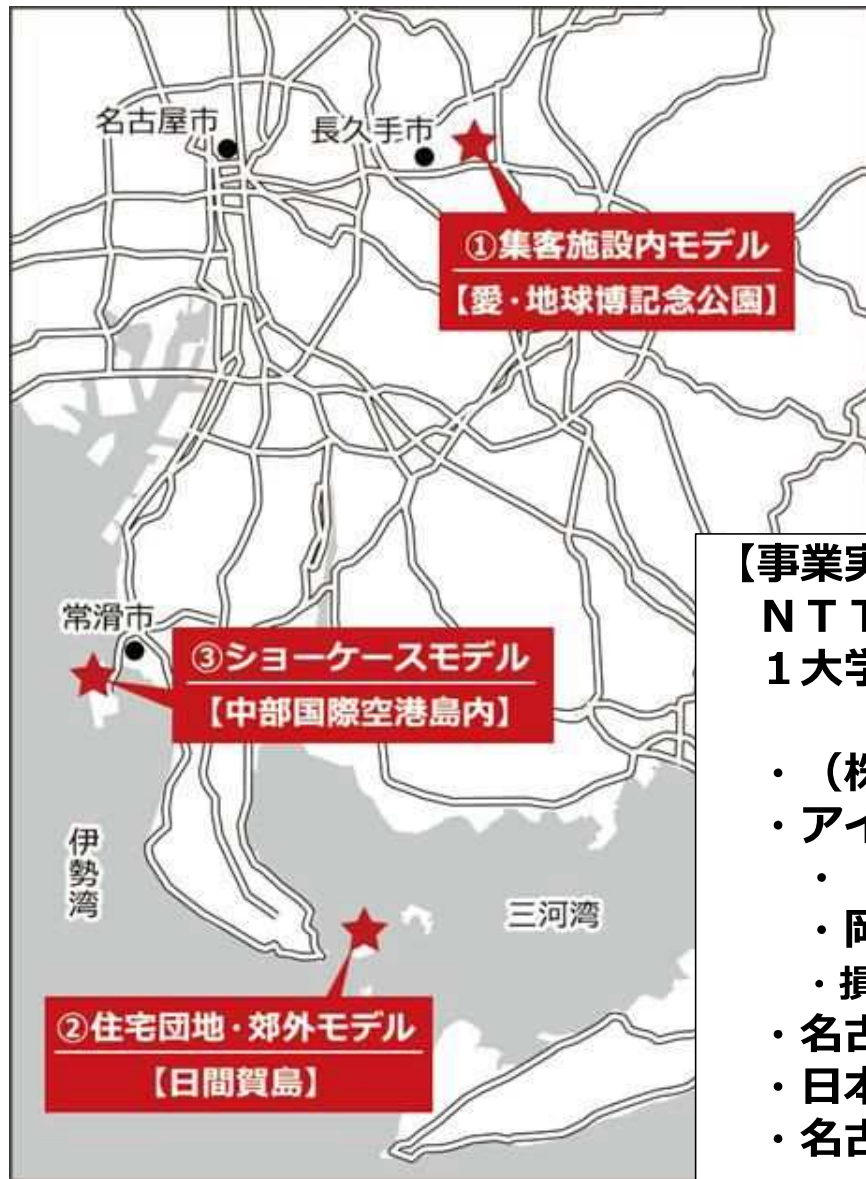 名古屋市
長久手市
①集客施設内モデル
【愛・地球博記念公園】
常滑市
③ショーケースモデル
【中部国際空港島内】
伊勢湾
三河湾
②住宅団地・郊外モデル
【日間賀島】
【事業実
ＮＴＴ
１大学
・（株
・アイ
・
・岡
・損
・名古
・日本
・名古